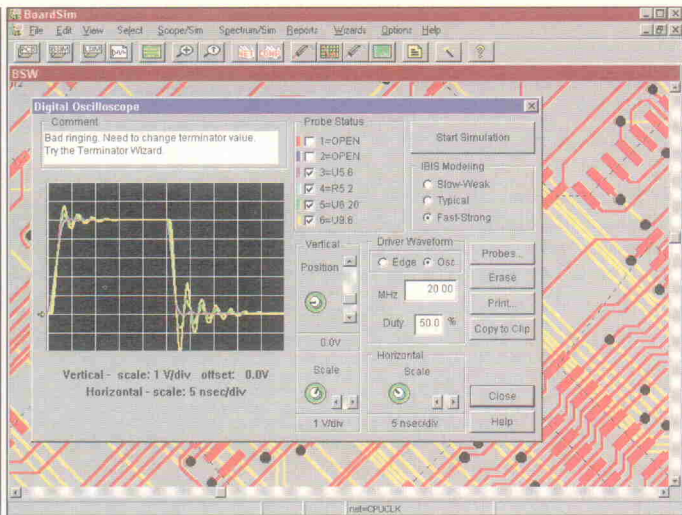 BoardSim
File Edit View Select Scope/Sim Spectrum/Sim Reports Wizards Options Help
BSW
Digital Oscilloscope
Comment
Bad ringing. Need to change terminator value.
Try the Terminator Wizard.
Probe Status
1=OPEN
2=OPEN
3=U5.6
4=R5.2
5=U8.20
6=U9.6
Start Simulation
IBIS Modeling
Slow-Weak
Typical
Fast-Strong
Vertical
Position
0.0V
Scale
1 V/div
Driver Waveform
Edge Osc
MHz 20.00
Duty 50.0 %
Horizontal
Scale
5 nsec/div
Probes...
Erase
Print...
Copy to Clip
Close
Help
Vertical - scale: 1 V/div offset: 0.0V
Horizontal - scale: 5 nsec/div
net=CPUCLK